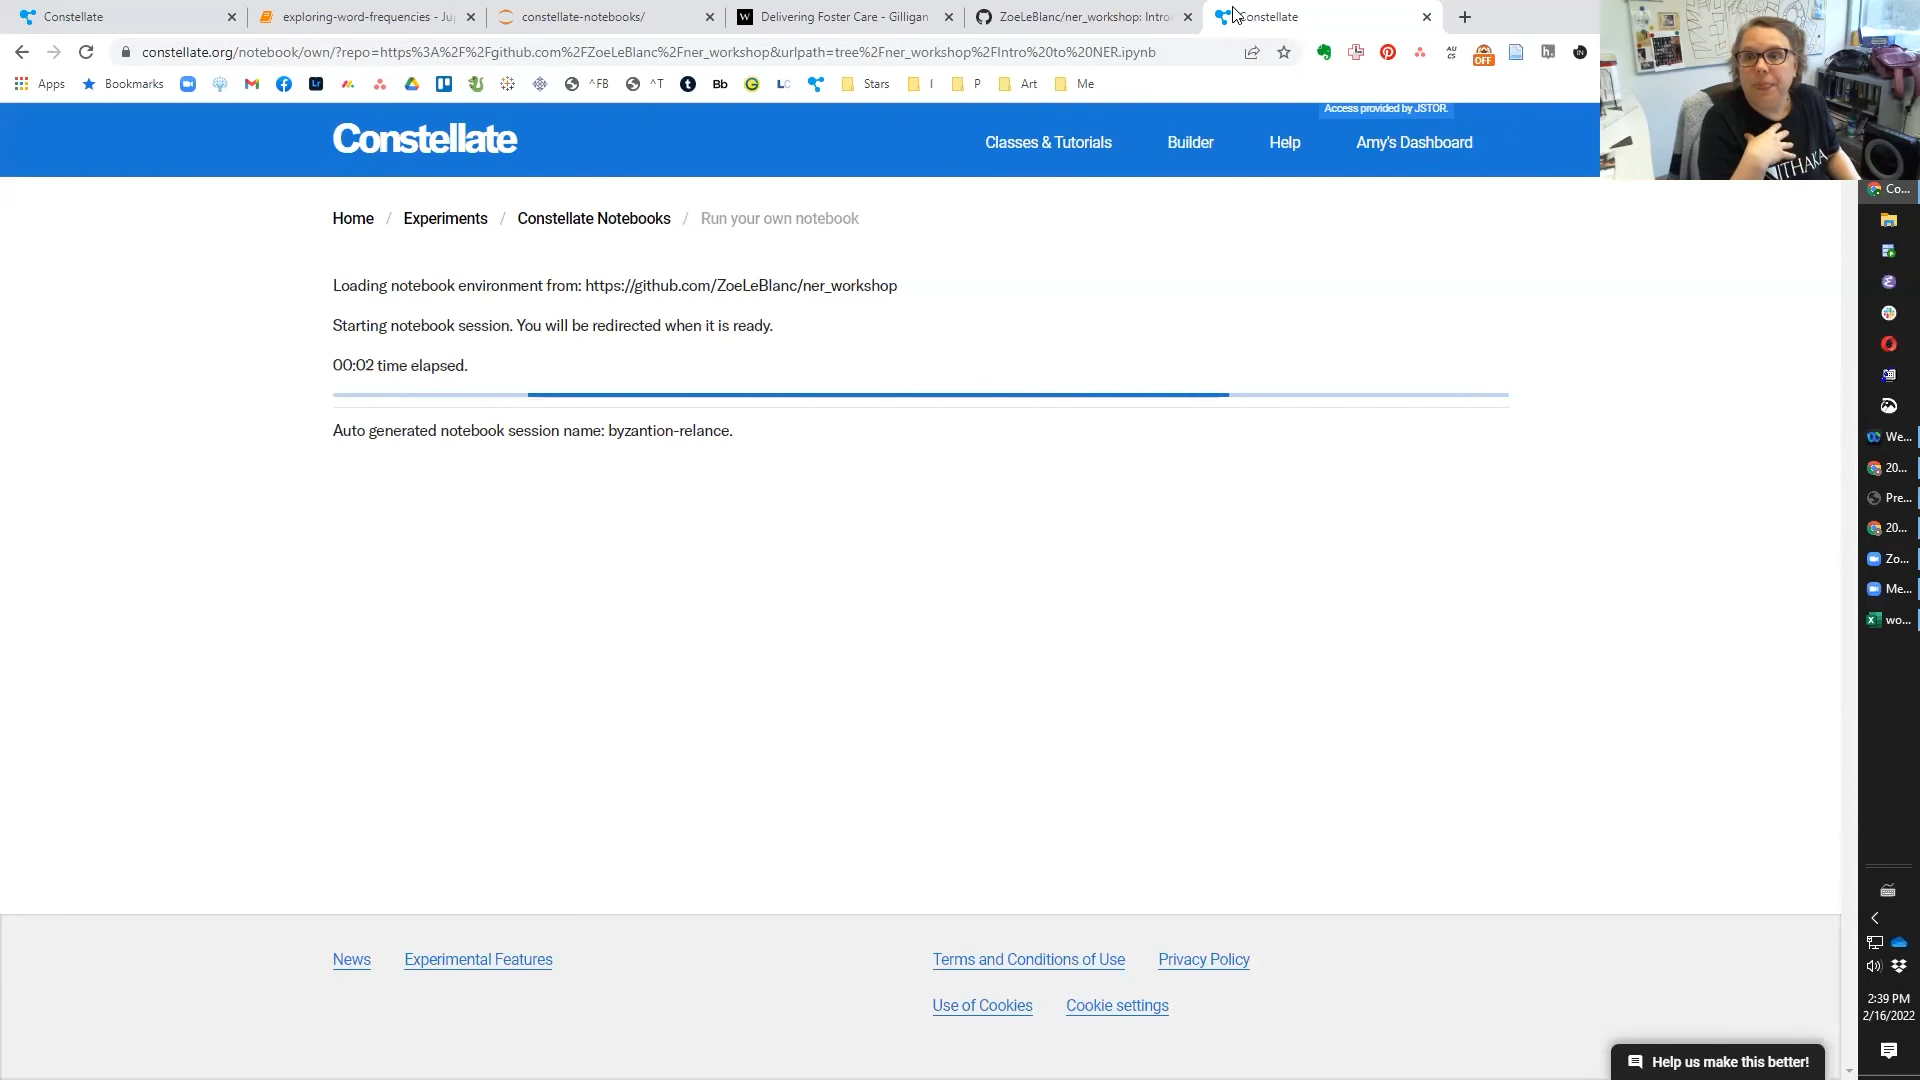 Constellate
exploring-word-frequencies - Ju
constellate-notebooks/
Delivering Foster Care - Gilligan
ZoeLeBlanc/ner_workshop: Intro
Constellate
constellate.org/notebook/own/?repo=https%3A%2F%2Fgithub.com%2FZoeLeBlanc%2Fner_workshop&urlpath=tree%2Fner_workshop%2FIntro%20to%20NER.ipynb
Apps
Bookmarks
^FB
^T
Bb
LC
Stars
I
P
Art
Me
OFF
Access provided by JSTOR.
Constellate
Classes & Tutorials
Builder
Help
Amy's Dashboard
ITHAKA
Home / Experiments / Constellate Notebooks / Run your own notebook
Loading notebook environment from: https://github.com/ZoeLeBlanc/ner_workshop
Starting notebook session. You will be redirected when it is ready.
00:02 time elapsed.
Auto generated notebook session name: byzantion-relance.
Co...
We...
20...
Pre...
20...
Zo...
Me...
wo...
News
Experimental Features
Terms and Conditions of Use
Privacy Policy
Use of Cookies
Cookie settings
2:39 PM
2/16/2022
Help us make this better!